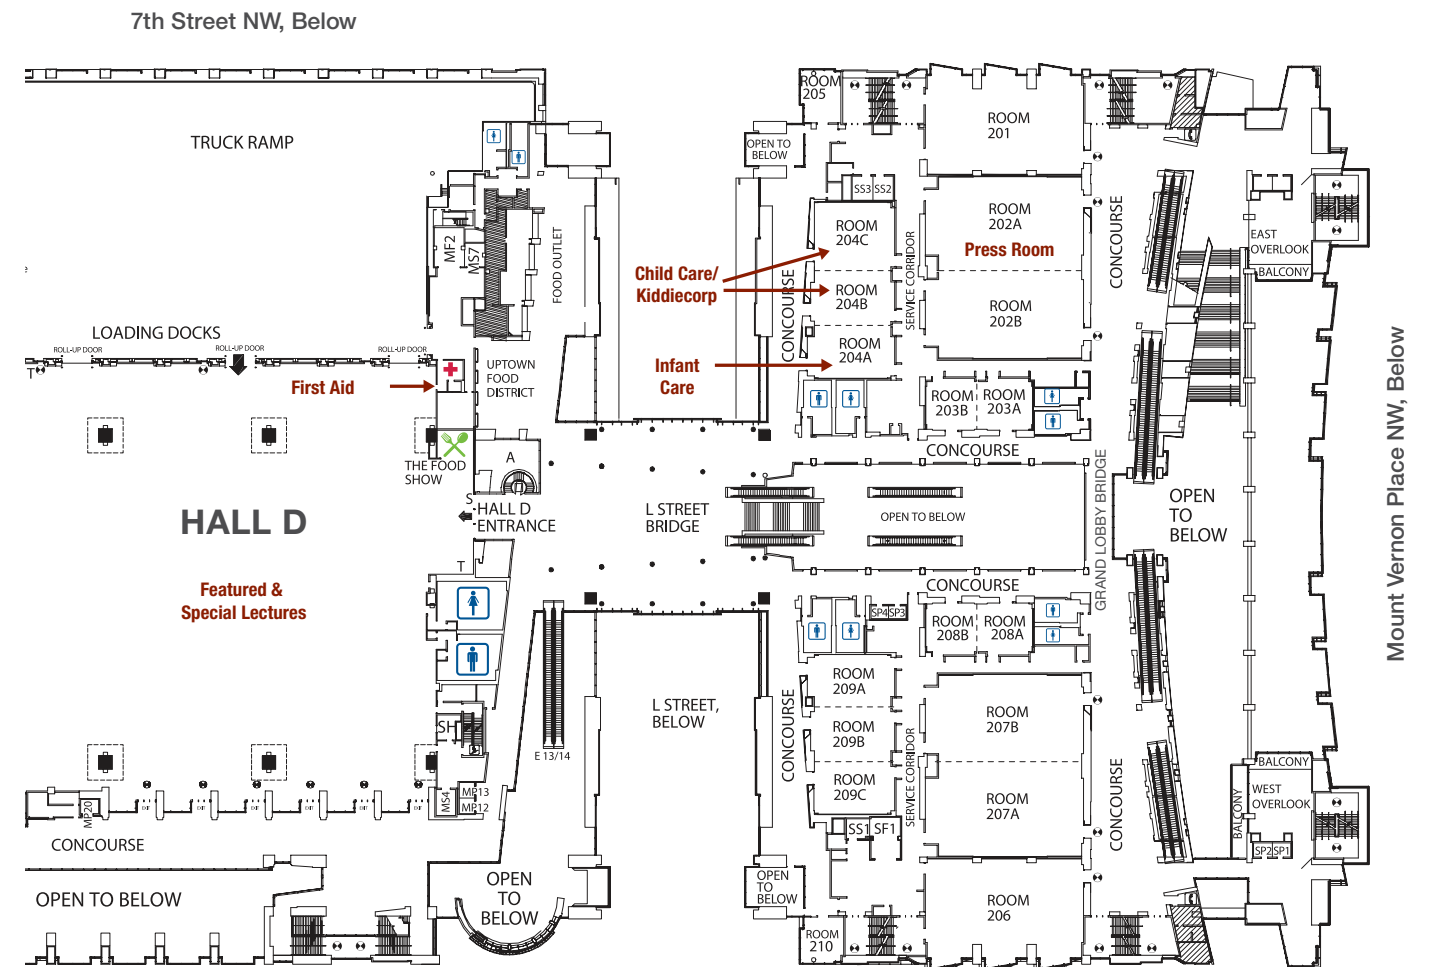 7th Street NW, Below
TRUCK RAMP
ROOM
205
OPEN TO
BELOW
ROOM
201
SS3 SS2
ROOM
204C
ROOM
202A
Press Room
CONCOURSE
EAST
OVERLOOK
BALCONY
MF2
MS7
FOOD OUTLET
Child Care/
Kiddiecorp
CONCOURSE
ROOM
204B
SERVICE CORRIDOR
ROOM
202B
LOADING DOCKS
ROLL-UP DOOR
ROLL-UP DOOR
ROLL-UP DOOR
T
First Aid
UPTOWN
FOOD
DISTRICT
Infant
Care
ROOM
204A
ROOM
203B
ROOM
203A
Mount Vernon Place NW, Below
THE FOOD
SHOW
A
CONCOURSE
GRAND LOBBY BRIDGE
HALL D
S
HALL D
ENTRANCE
L STREET
BRIDGE
OPEN TO BELOW
OPEN
TO
BELOW
T
Featured &
Special Lectures
CONCOURSE
SP4 SP3
ROOM
208B
ROOM
208A
ROOM
209A
L STREET,
BELOW
CONCOURSE
ROOM
209B
SERVICE CORRIDOR
ROOM
207B
SH
E 13/14
ROOM
209C
ROOM
207A
CONCOURSE
BALCONY
WEST
OVERLOOK
BALCONY
MP20
EXIT
EXIT
EXIT
EXIT
EXIT
MS4
MP13
MP12
SS1 SF1
SP2 SP1
CONCOURSE
OPEN TO BELOW
OPEN
TO
BELOW
OPEN
TO
BELOW
ROOM
206
ROOM
210